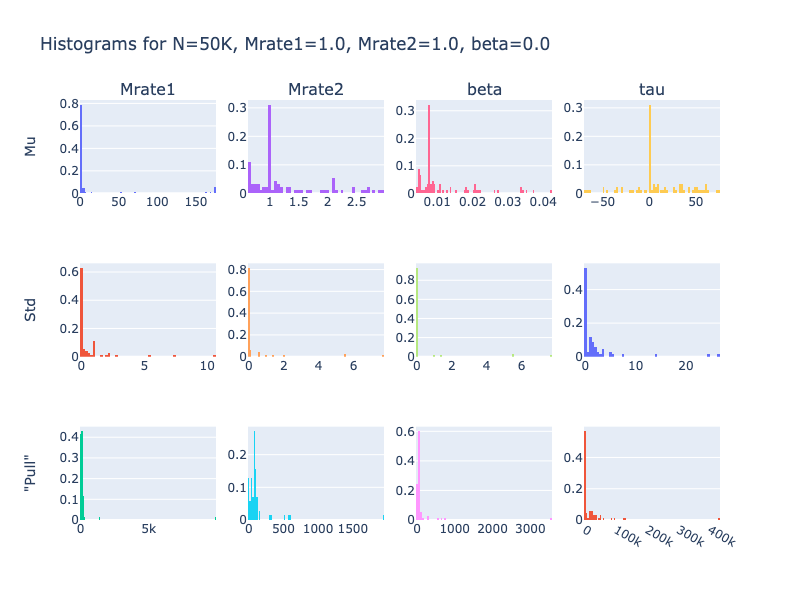 Histograms for N=50K, Mrate1=1.0, Mrate2=1.0, beta=0.0
Mrate1 Mrate2 beta tau
Mu
0.8 0.6 0.4 0.2 0
0.3 0.2 0.1 0
0.3 0.2 0.1 0
0.3 0.2 0.1 0
0 50 100 150
1 1.5 2 2.5
0.01 0.02 0.03 0.04
−50 0 50
Std
0.6 0.4 0.2 0
0.8 0.6 0.4 0.2 0
0.8 0.6 0.4 0.2 0
0.4 0.2 0
0 5 10
0 2 4 6
0 2 4 6
0 10 20
"Pull"
0.4 0.3 0.2 0.1 0
0.2 0.1 0
0.6 0.4 0.2 0
0.4 0.2 0
0 5k
0 500 1000 1500
0 1000 2000 3000
0 100k 200k 300k 400k